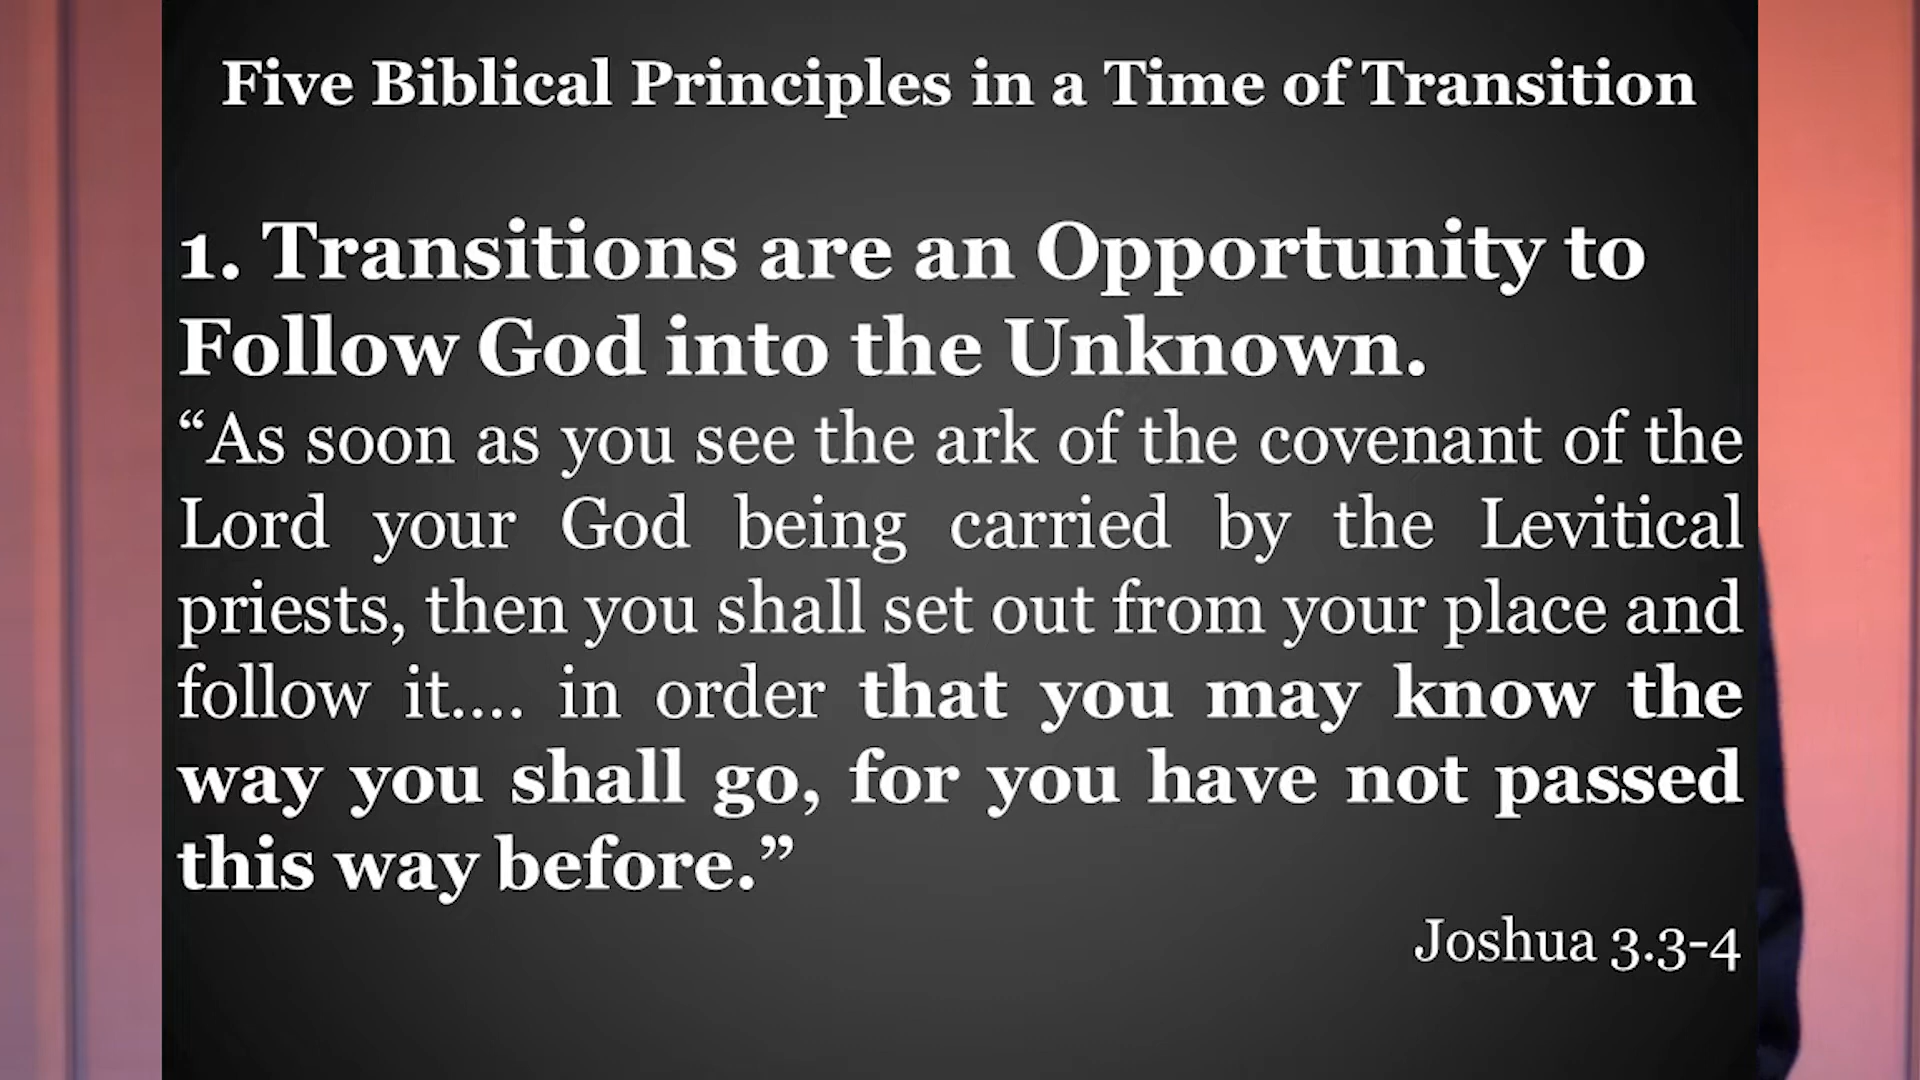 Five Biblical Principles in a Time of Transition
1. Transitions are an Opportunity to
Follow God into the Unknown.
“As soon as you see the ark of the covenant of the
Lord your God being carried by the Levitical
priests, then you shall set out from your place and
follow it.... in order that you may know the
way you shall go, for you have not passed
this way before.”
Joshua 3.3-4